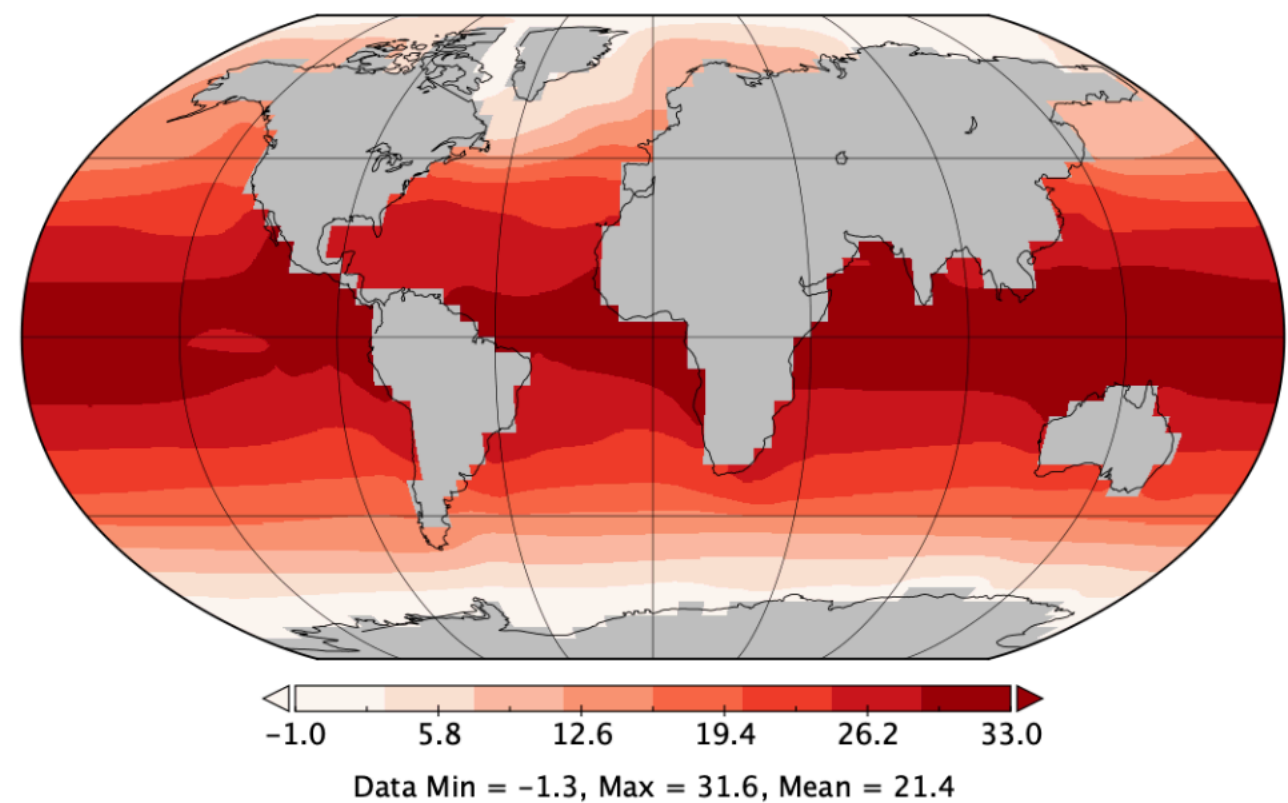 −1.0 5.8 12.6 19.4 26.2 33.0
Data Min = −1.3, Max = 31.6, Mean = 21.4